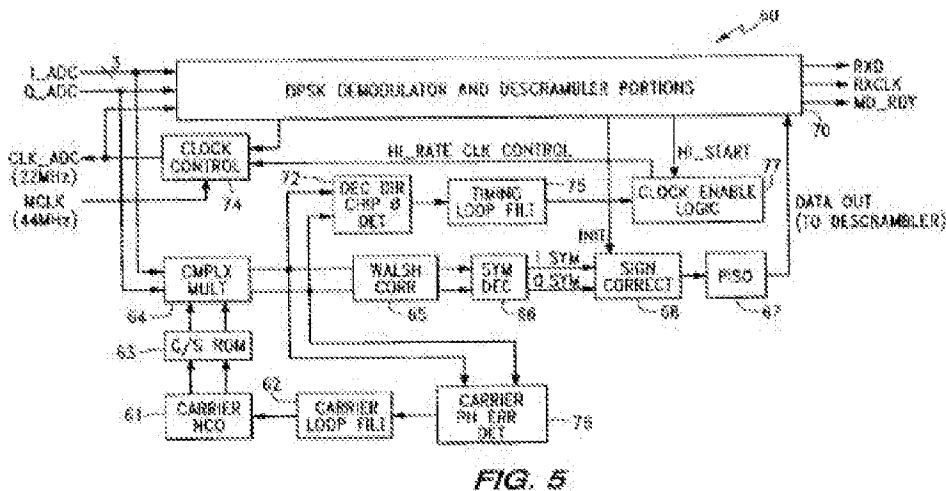 60
I_ADC
3
Q_ADC
DPSK DEMODULATOR AND DESCRAMBLER PORTIONS
RXD
RXCLK
MD_RDY
70
CLK_ADC
(22MHz)
CLOCK
CONTROL
74
HI_RATE CLK CONTROL
HI_START
77
MCLK
(44MHz)
72
DEC DIR
CHIP Ø
DET
75
TIMING
LOOP FILT
CLOCK ENABLE
LOGIC
DATA OUT
(TO DESCRAMBLER)
INIT
CMPLX
MULT
64
WALSH
CORR
65
SYM
DEC
66
I_SYM
Q_SYM
SIGN
CORRECT
68
PISO
67
63
C/S ROM
61
CARRIER
NCO
62
CARRIER
LOOP FILT
CARRIER
PH ERR
DET
FIG. 5